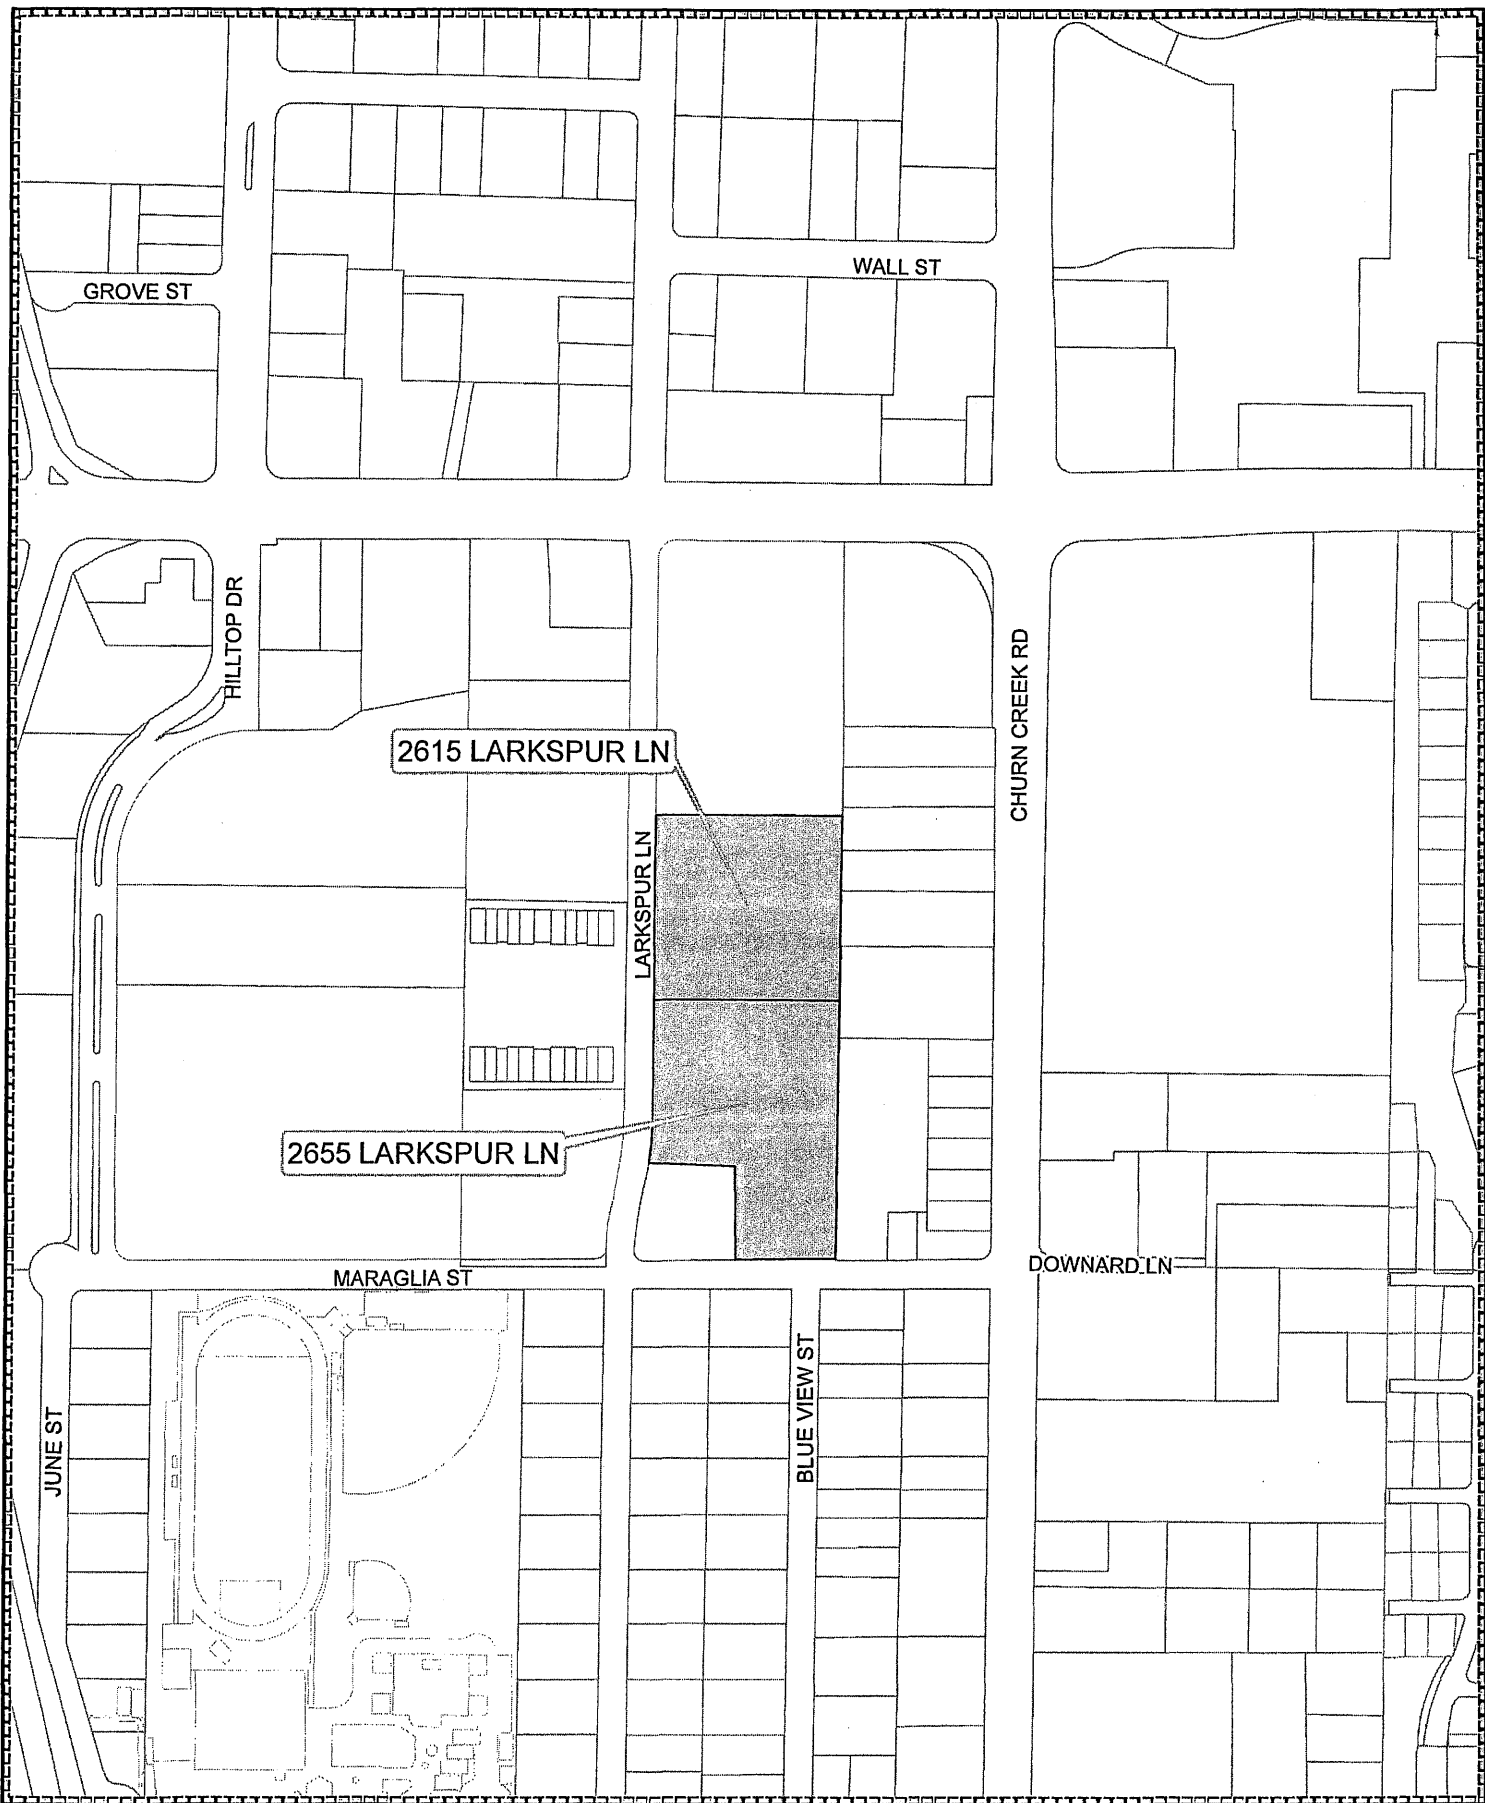 WALL ST
GROVE ST
HILLTOP DR
CHURN CREEK RD
2615 LARKSPUR LN
LARKSPUR LN
2655 LARKSPUR LN
DOWNARD LN
MARAGLIA ST
BLUE VIEW ST
JUNE ST